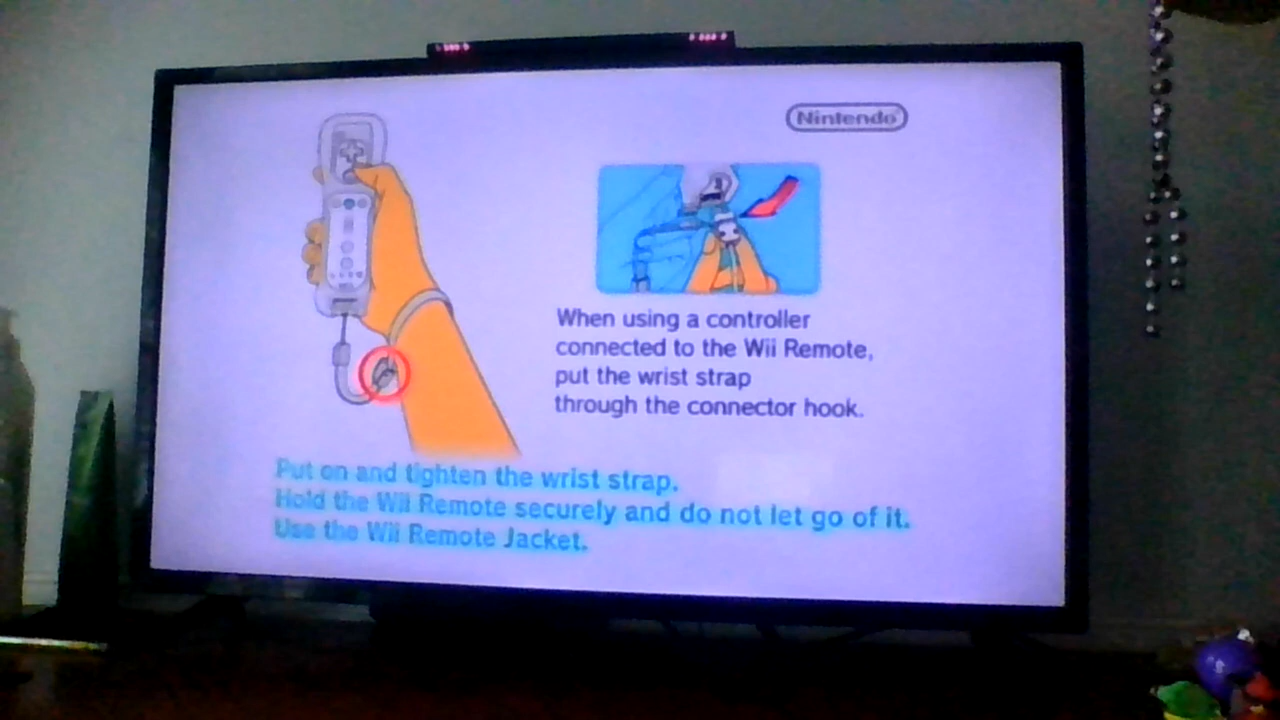 Nintendo
When using a controller
connected to the Wii Remote,
put the wrist strap
through the connector hook.
Put on and tighten the wrist strap.
Hold the Wii Remote securely and do not let go of it.
Use the Wii Remote Jacket.